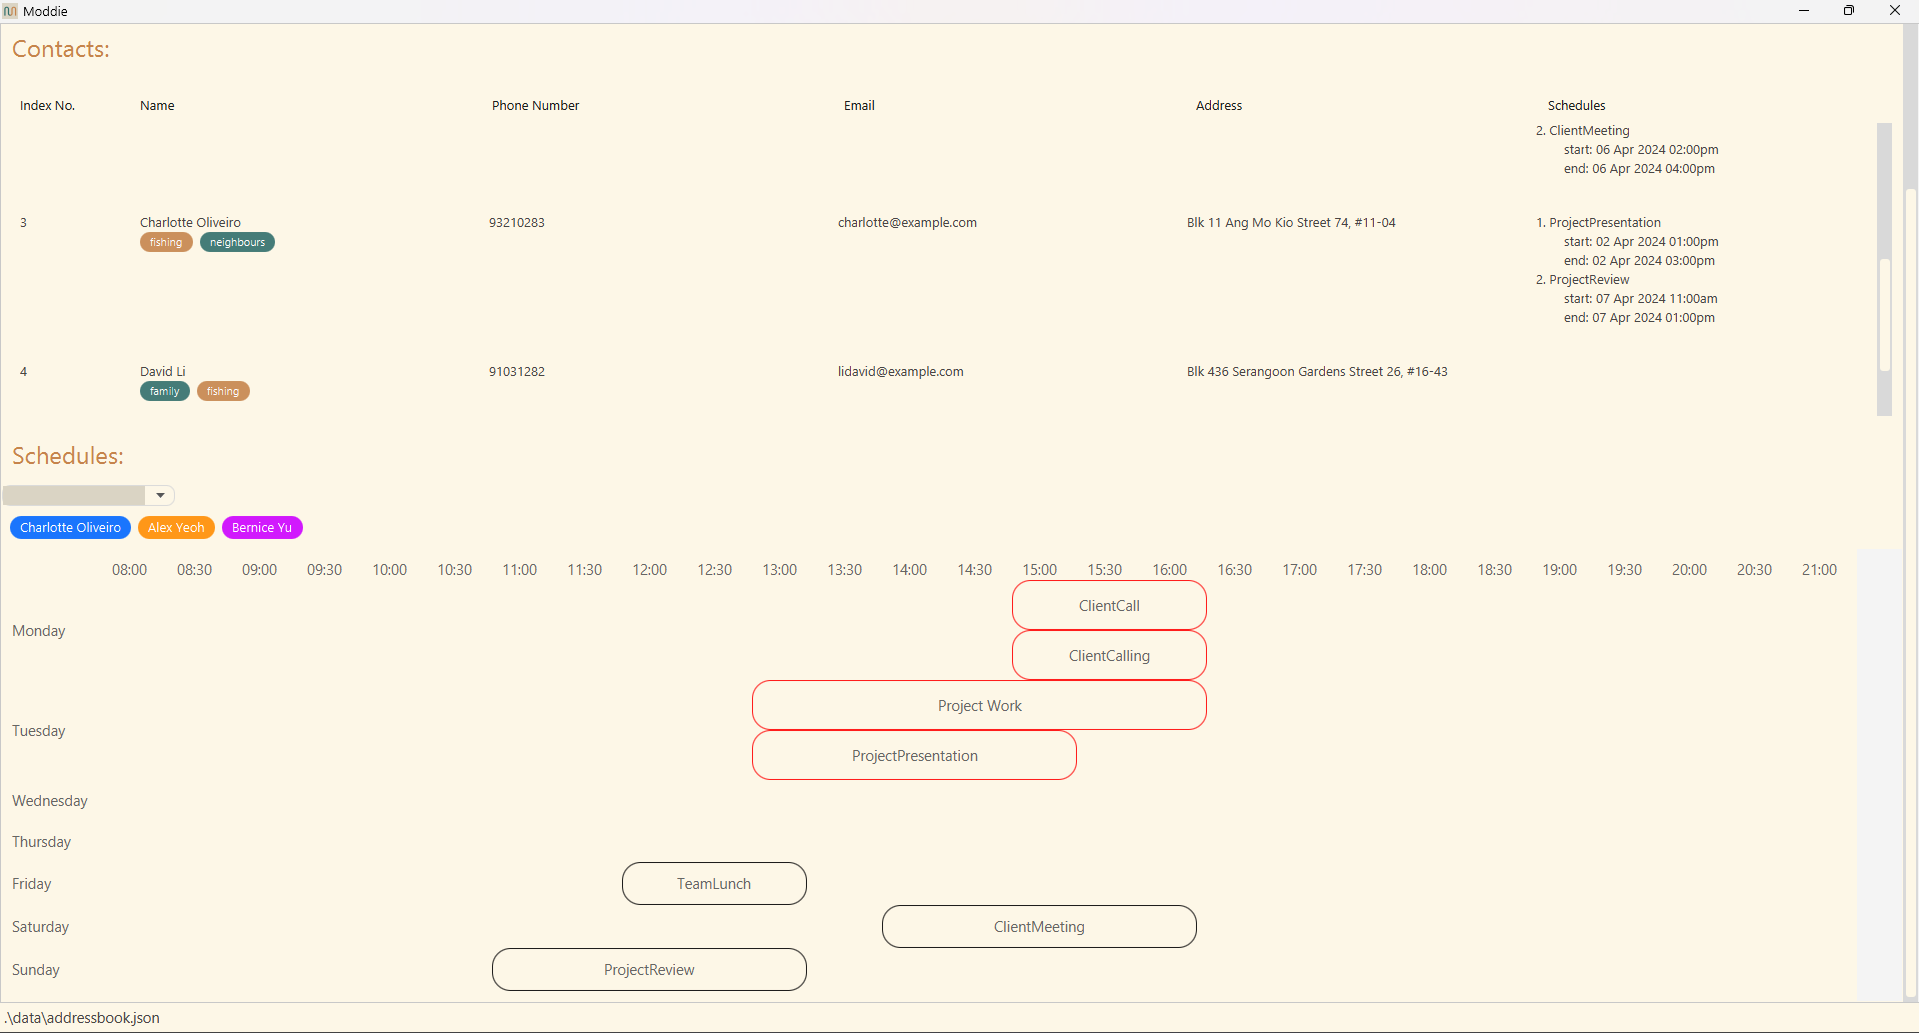 Moddie
Contacts:
Index No. Name Phone Number Email Address Schedules
2. ClientMeeting
start: 06 Apr 2024 02:00pm
end: 06 Apr 2024 04:00pm
3 Charlotte Oliveiro 93210283 charlotte@example.com Blk 11 Ang Mo Kio Street 74, #11-04 1. ProjectPresentation
fishing neighbours start: 02 Apr 2024 01:00pm
end: 02 Apr 2024 03:00pm
2. ProjectReview
start: 07 Apr 2024 11:00am
end: 07 Apr 2024 01:00pm
4 David Li 91031282 lidavid@example.com Blk 436 Serangoon Gardens Street 26, #16-43
family fishing
Schedules:
Charlotte Oliveiro Alex Yeoh Bernice Yu
08:00 08:30 09:00 09:30 10:00 10:30 11:00 11:30 12:00 12:30 13:00 13:30 14:00 14:30 15:00 15:30 16:00 16:30 17:00 17:30 18:00 18:30 19:00 19:30 20:00 20:30 21:00
ClientCall
Monday
ClientCalling
Project Work
Tuesday
ProjectPresentation
Wednesday
Thursday
Friday TeamLunch
Saturday ClientMeeting
Sunday ProjectReview
.\data\addressbook.json